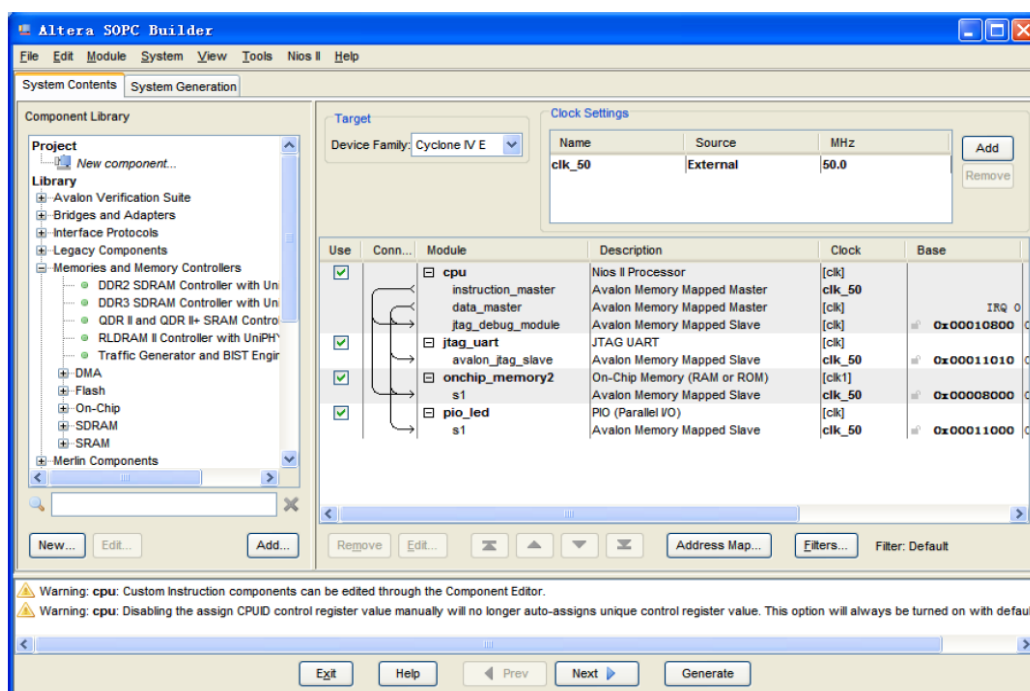 Altera SOPC Builder
File Edit Module System View Tools Nios II Help
System Contents System Generation
Component Library
Project
New component...
Library
Avalon Verification Suite
Bridges and Adapters
Interface Protocols
Legacy Components
Memories and Memory Controllers
DDR2 SDRAM Controller with Uni
DDR3 SDRAM Controller with Uni
QDR II and QDR II+ SRAM Contro
RLDRAM II Controller with UniPHY
Traffic Generator and BIST Engin
DMA
Flash
On-Chip
SDRAM
SRAM
Merlin Components
New... Edit... Add...
Target
Device Family: Cyclone IV E
Clock Settings
Name Source MHz
clk_50 External 50.0
Add
Remove
Use Conn... Module Description Clock Base
cpu Nios II Processor [clk]
instruction_master Avalon Memory Mapped Master clk_50
data_master Avalon Memory Mapped Master IRQ 0
jtag_debug_module Avalon Memory Mapped Slave 0x00010800
jtag_uart JTAG UART [clk]
avalon_jtag_slave Avalon Memory Mapped Slave clk_50 0x00011010
onchip_memory2 On-Chip Memory (RAM or ROM) [clk1]
s1 Avalon Memory Mapped Slave clk_50 0x00008000
pio_led PIO (Parallel I/O) [clk]
s1 Avalon Memory Mapped Slave clk_50 0x00011000
Remove Edit... Address Map... Filters... Filter: Default
Warning: cpu: Custom Instruction components can be edited through the Component Editor.
Warning: cpu: Disabling the assign CPUID control register value manually will no longer auto-assigns unique control register value. This option will always be turned on with defaul
Exit Help Prev Next Generate